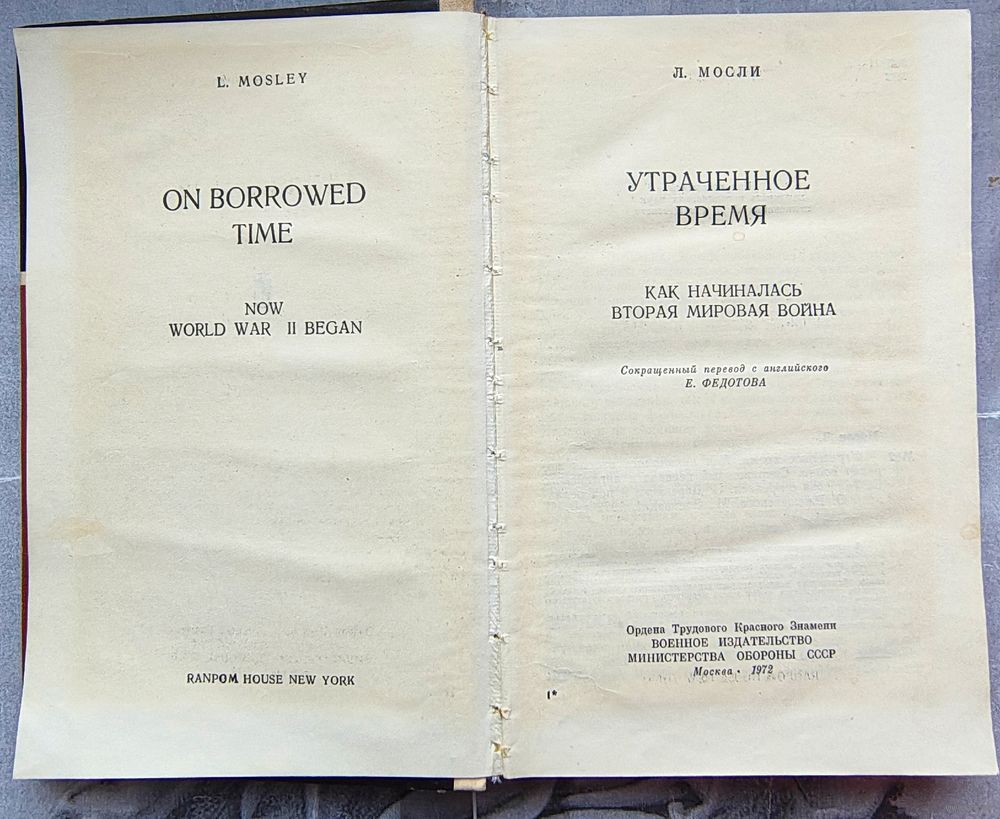 L. MOSLEY
ON BORROWED
TIME
NOW
WORLD WAR II BEGAN
RANPOM HOUSE NEW YORK
Л. МОСЛИ
УТРАЧЕННОЕ
ВРЕМЯ
КАК НАЧИНАЛАСЬ
ВТОРАЯ МИРОВАЯ ВОЙНА
Сокращенный перевод с английского
Е. ФЕДОТОВА
Ордена Трудового Красного Знамени
ВОЕННОЕ ИЗДАТЕЛЬСТВО
МИНИСТЕРСТВА ОБОРОНЫ СССР
Москва · 1972
1*